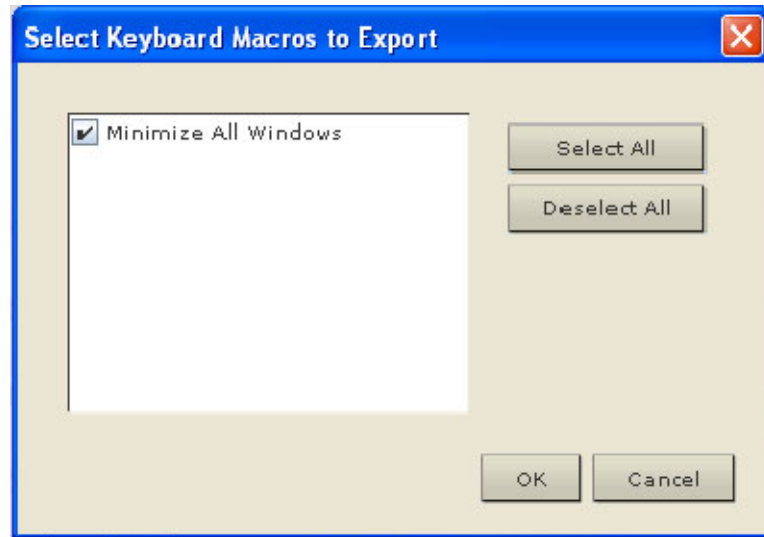 Select Keyboard Macros to Export
Minimize All Windows
Select All
Deselect All
OK
Cancel